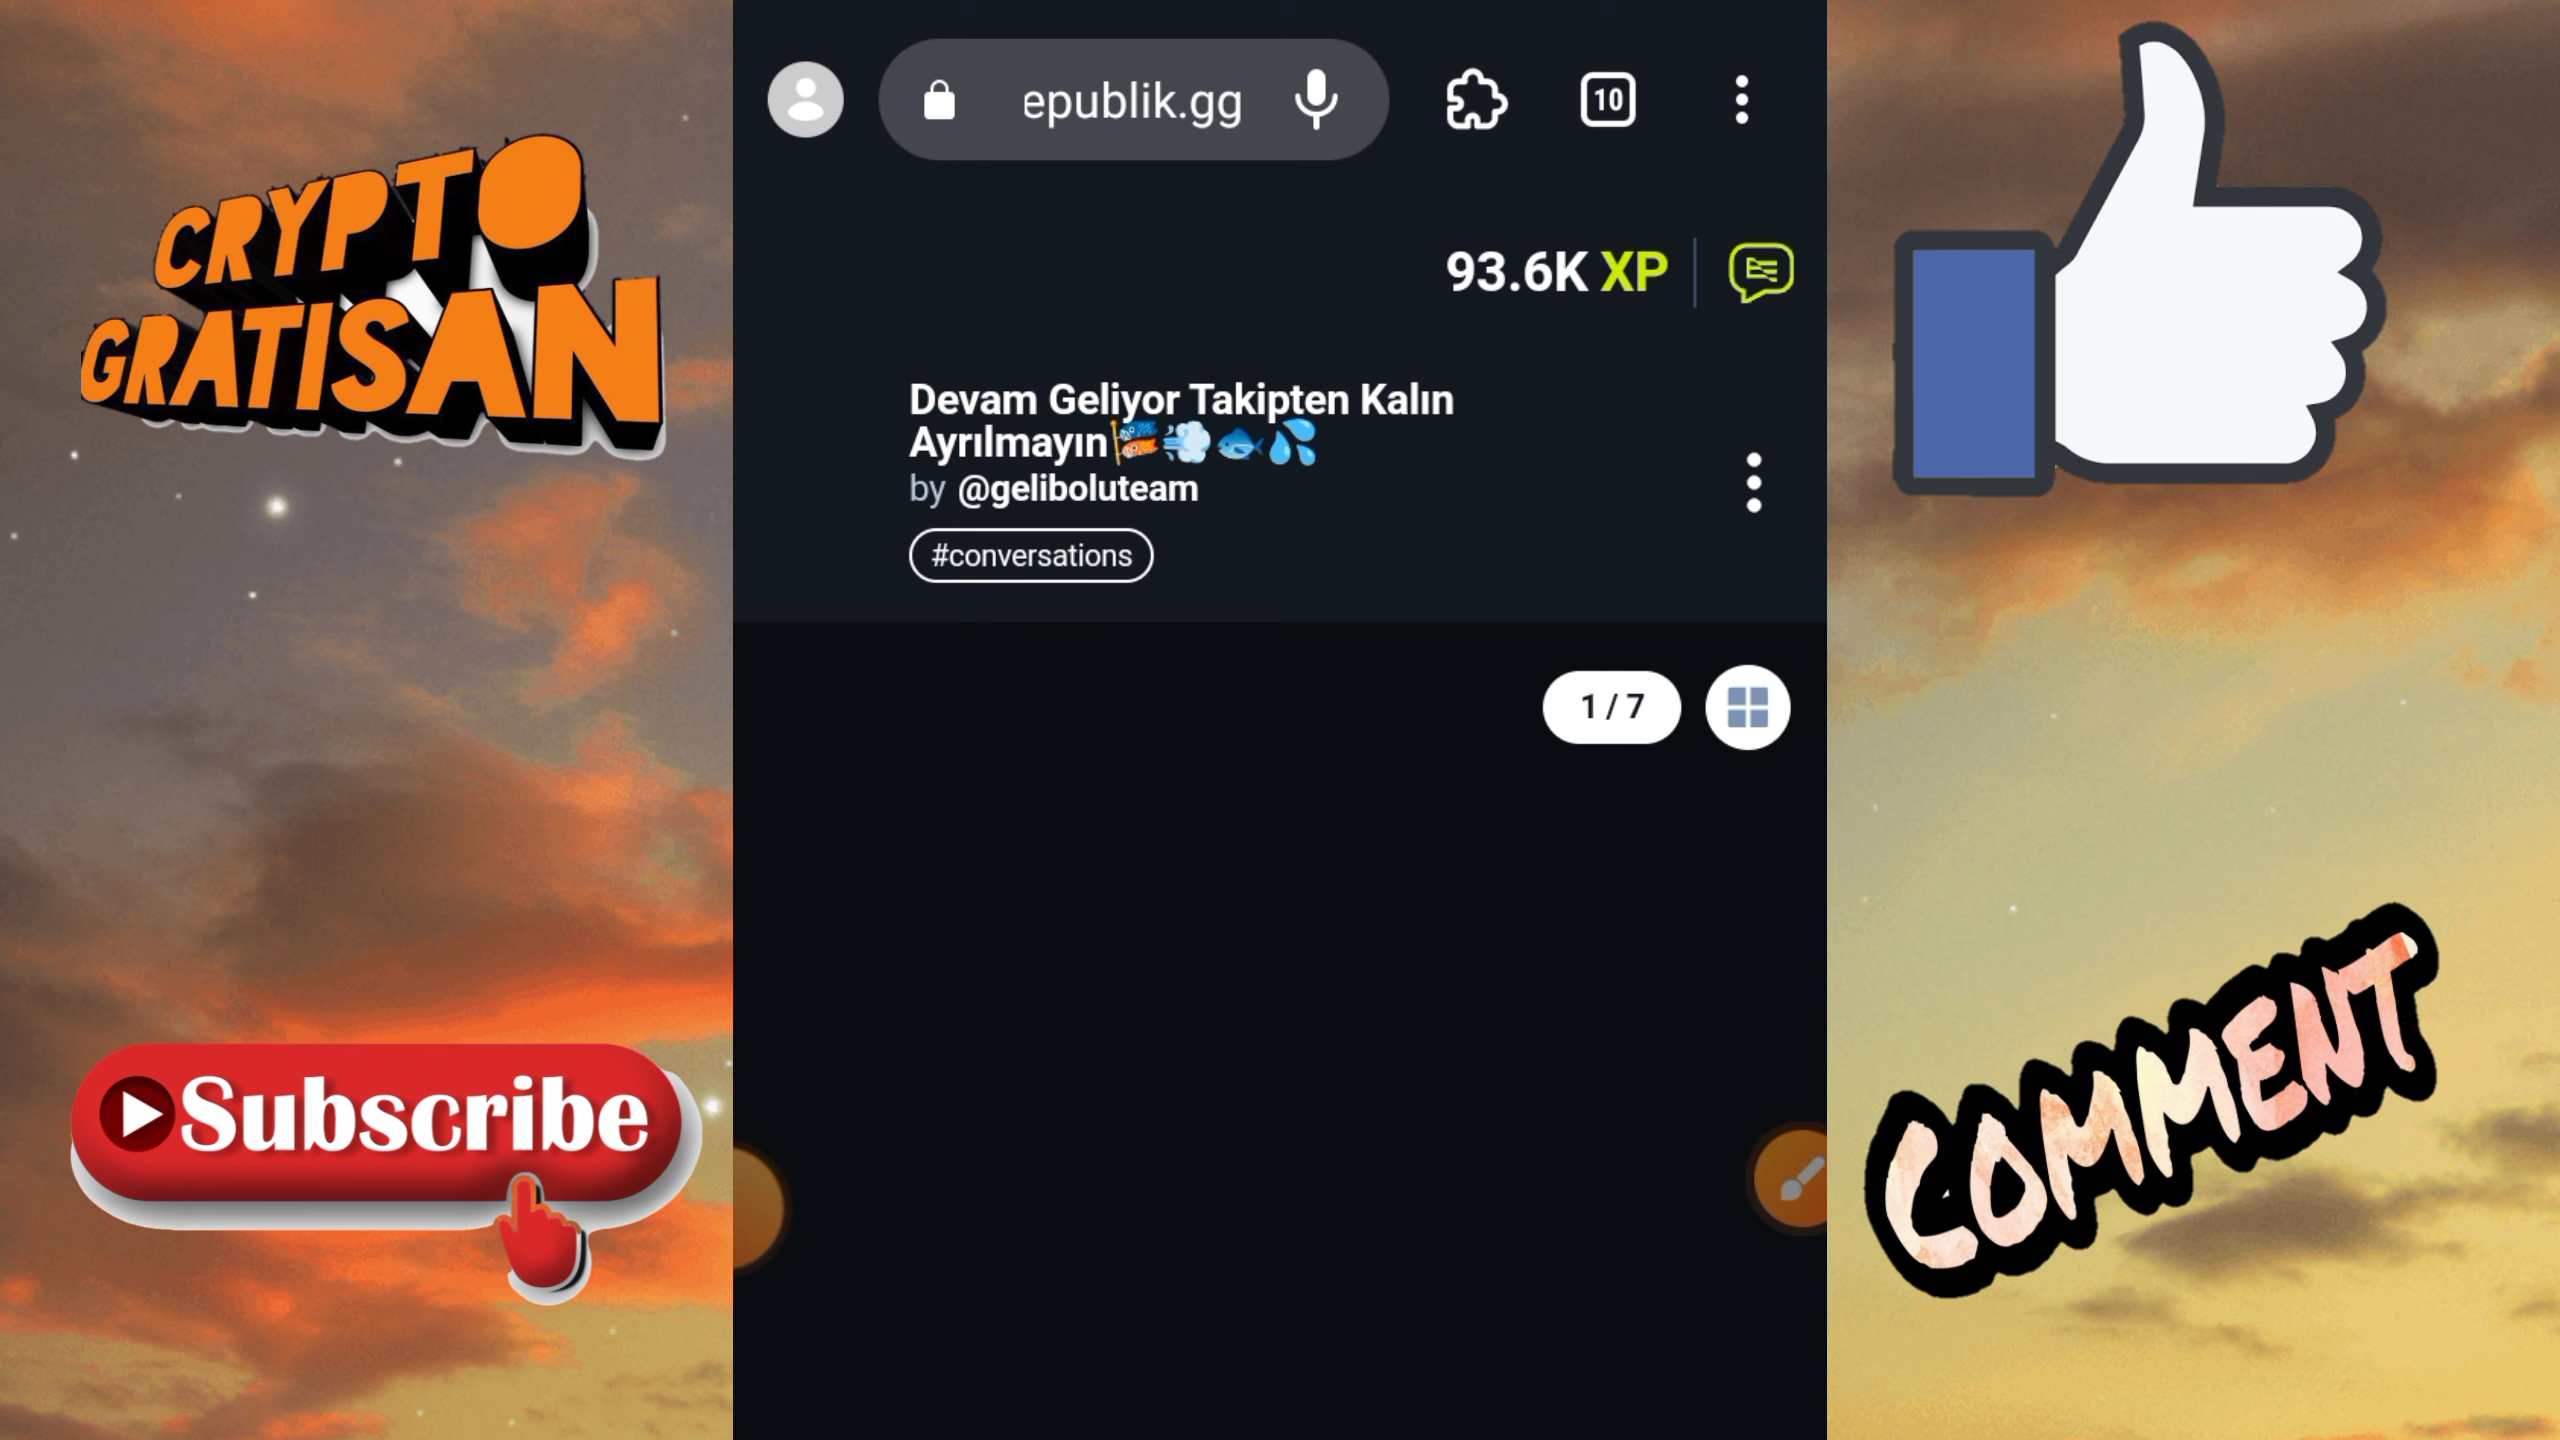 CRYPTO
GRATISAN
Subscribe
epublik.gg
10
93.6K XP
Devam Geliyor Takipten Kalın
Ayrılmayın🎏💨🐟💦
by @geliboluteam
#conversations
1 / 7
COMMENT